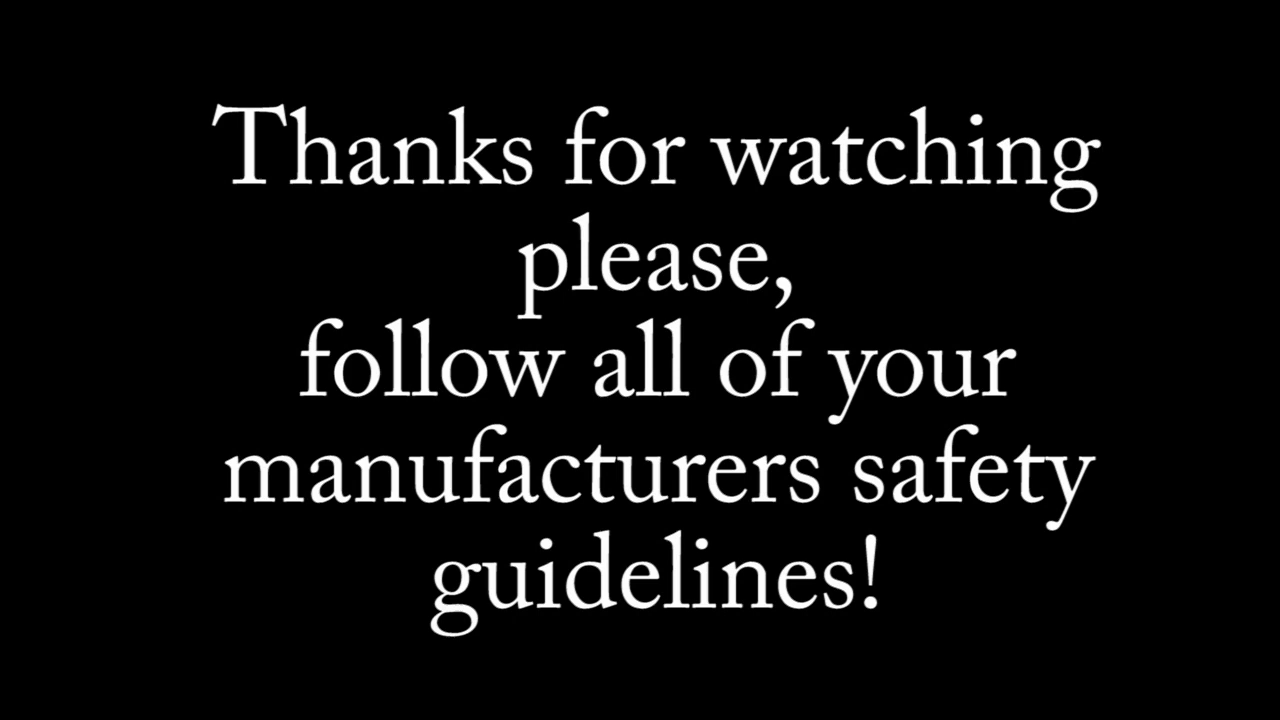 Thanks for watching
please,
follow all of your
manufacturers safety
guidelines!